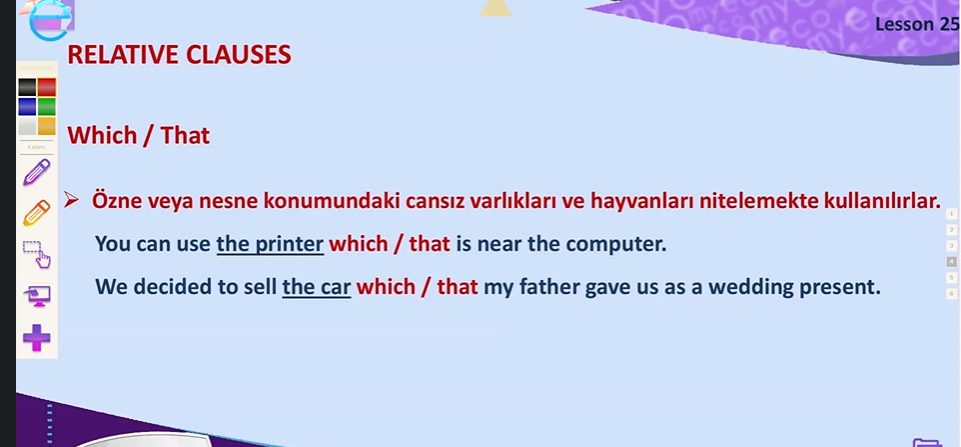 Lesson 25
RELATIVE CLAUSES
Which / That
Özne veya nesne konumundaki cansız varlıkları ve hayvanları nitelemekte kullanılırlar.
You can use the printer which / that is near the computer.
We decided to sell the car which / that my father gave us as a wedding present.
1
2
3
4
5
6